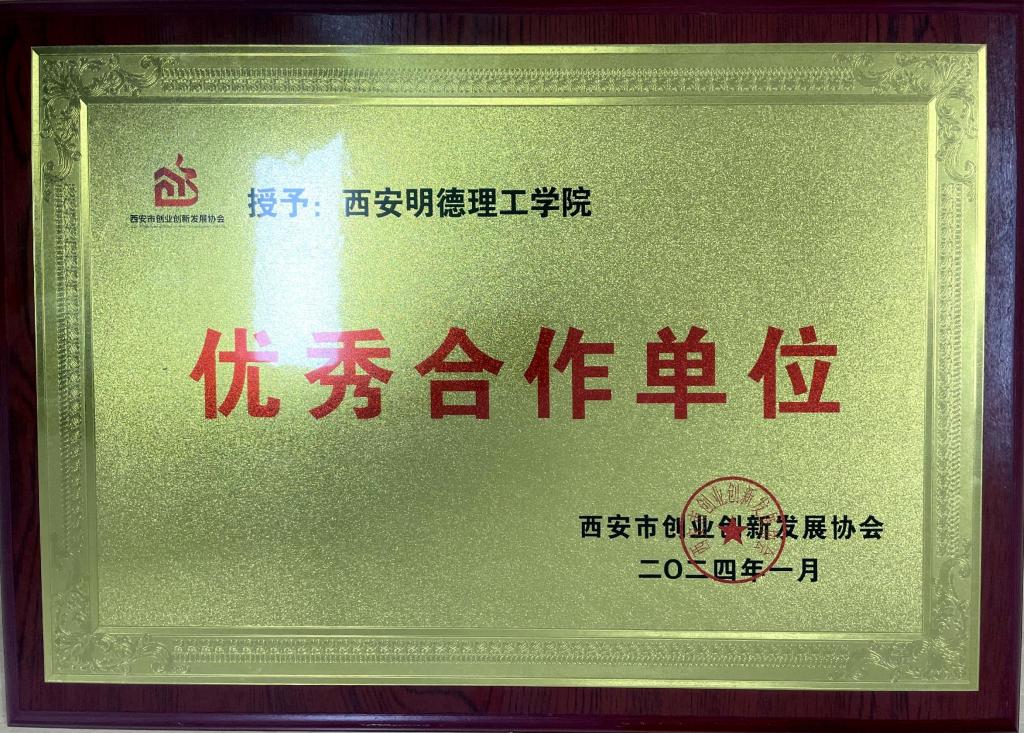 西安市创业创新发展协会
授予：西安明德理工学院
优秀合作单位
西安市创业创新发展协会
二〇二四年一月